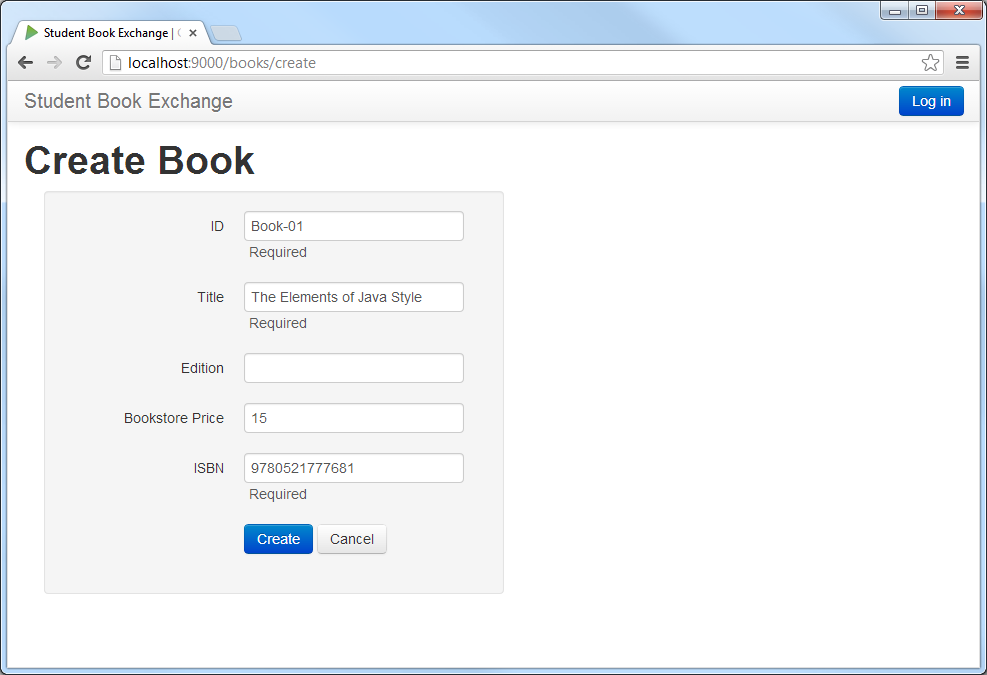 Student Book Exchange |
localhost:9000/books/create
Student Book Exchange
Log in
Create Book
ID
Book-01
Required
Title
The Elements of Java Style
Required
Edition
Bookstore Price
15
ISBN
9780521777681
Required
Create
Cancel